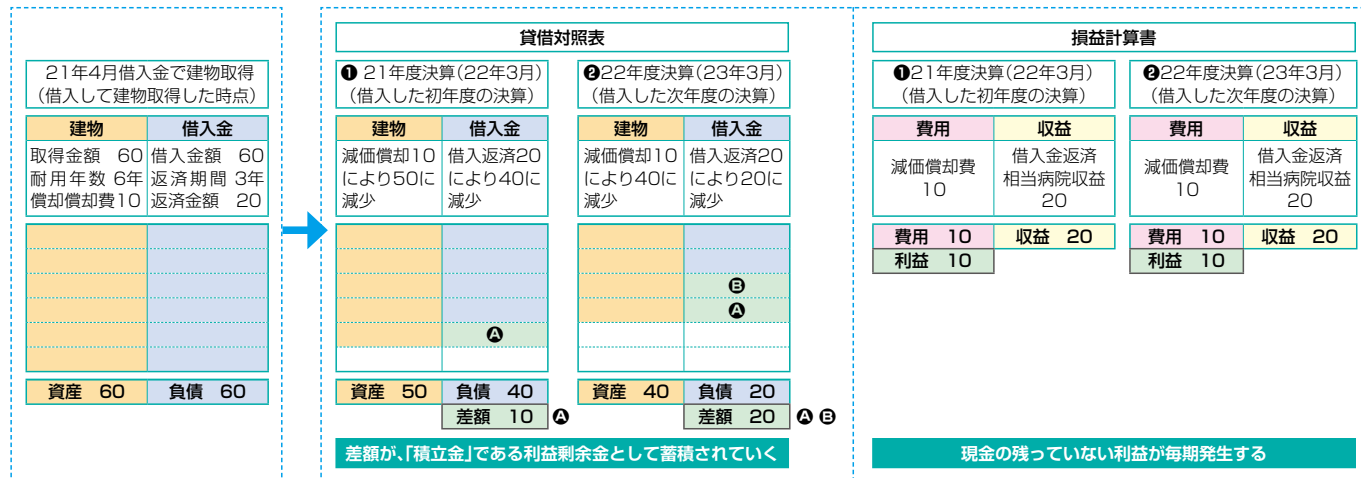 21年4月借入金で建物取得
（借入して建物取得した時点）
建物 借入金
取得金額 60 借入金額 60
耐用年数 6年 返済期間 3年
償却償却費10 返済金額 20
資産 60 負債 60
貸借対照表
❶ 21年度決算（22年3月）
（借入した初年度の決算）
建物 借入金
減価償却10 借入返済20
により50に により40に
減少 減少
A
資産 50 負債 40
差額 10 A
❷22年度決算（23年3月）
（借入した次年度の決算）
建物 借入金
減価償却10 借入返済20
により40に により20に
減少 減少
B
A
資産 40 負債 20
差額 20 A B
差額が、「積立金」である利益剰余金として蓄積されていく
損益計算書
❶21年度決算（22年3月）
（借入した初年度の決算）
費用 収益
減価償却費
10
借入金返済
相当病院収益
20
費用 10 収益 20
利益 10
❷22年度決算（23年3月）
（借入した次年度の決算）
費用 収益
減価償却費
10
借入金返済
相当病院収益
20
費用 10 収益 20
利益 10
現金の残っていない利益が毎期発生する